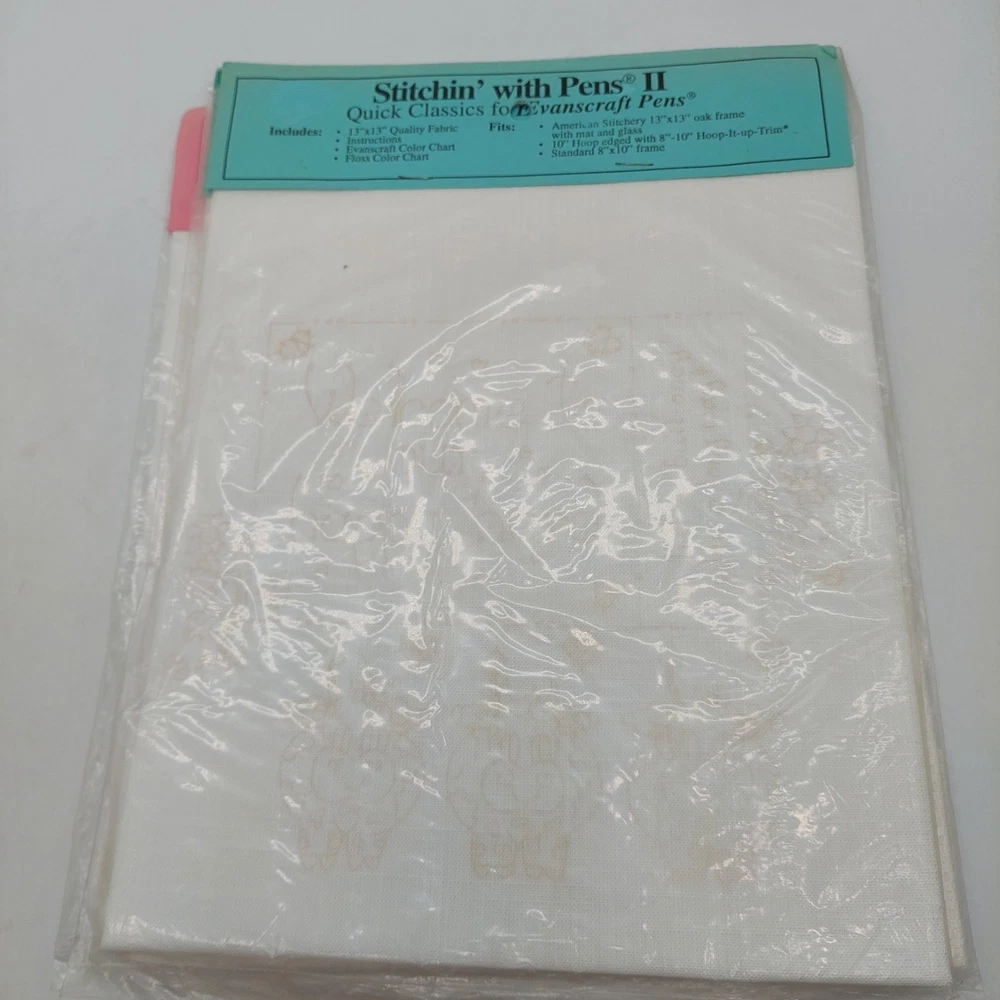 Stitchin' with Pens® II
Quick Classics for Evanscraft Pens®
Includes:
• 13"x13" Quality Fabric
• Instructions
• Evanscraft Color Chart
• Floss Color Chart
Fits:
• American Stitchery 13"x13" oak frame
with mat and glass
• 10" Hoop edged with 8"-10" Hoop-It-up-Trim*
• Standard 8"x10" frame